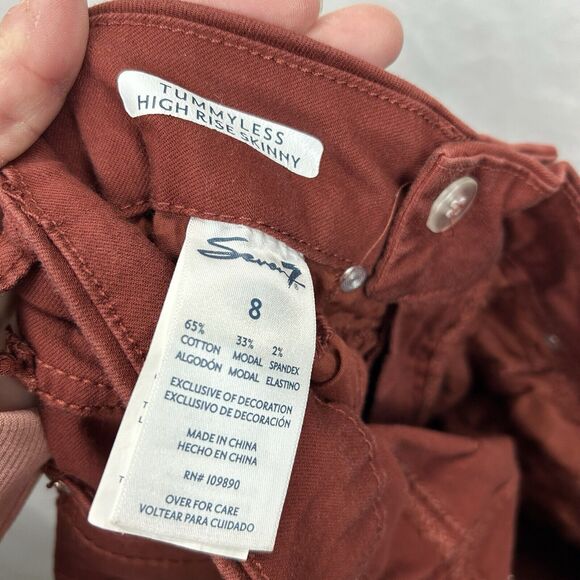 TUMMYLESS
HIGH RISE SKINNY
Seven7
8
65% 33% 2%
COTTON MODAL SPANDEX
ALGODÓN MODAL ELASTINO
EXCLUSIVE OF DECORATION
EXCLUSIVO DE DECORACIÓN
MADE IN CHINA
HECHO EN CHINA
RN# 109890
OVER FOR CARE
VOLTEAR PARA CUIDADO